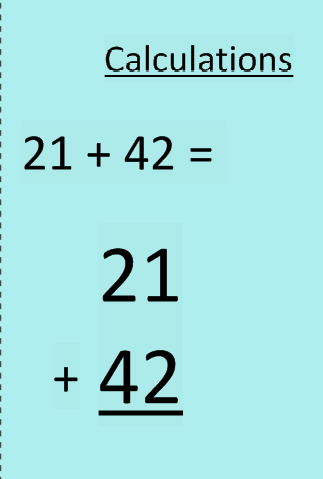 Calculations
21 + 42 =
21
+ 42